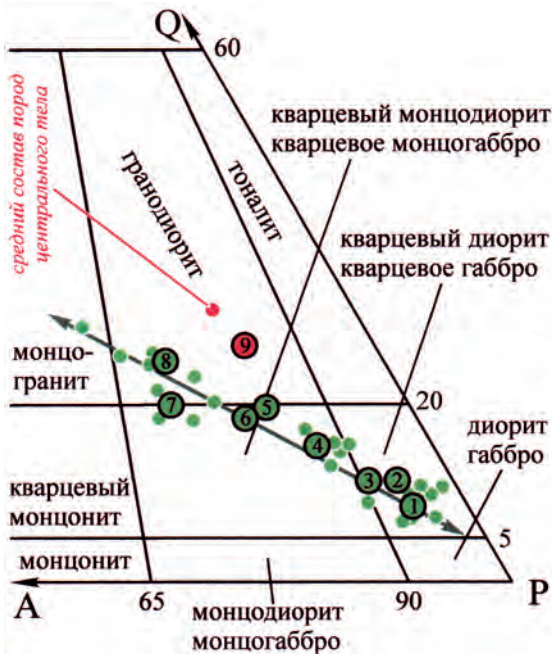 Q
60
средний состав пород
центрального тела
гранодиорит
тоналит
кварцевый монцодиорит
кварцевое монцогаббро
кварцевый диорит
кварцевое габбро
9
8
монцо-
гранит
7
6
5
20
4
диорит
габбро
3
2
1
кварцевый
монцонит
5
монцонит
A
65
90
P
монцодиорит
монцогаббро